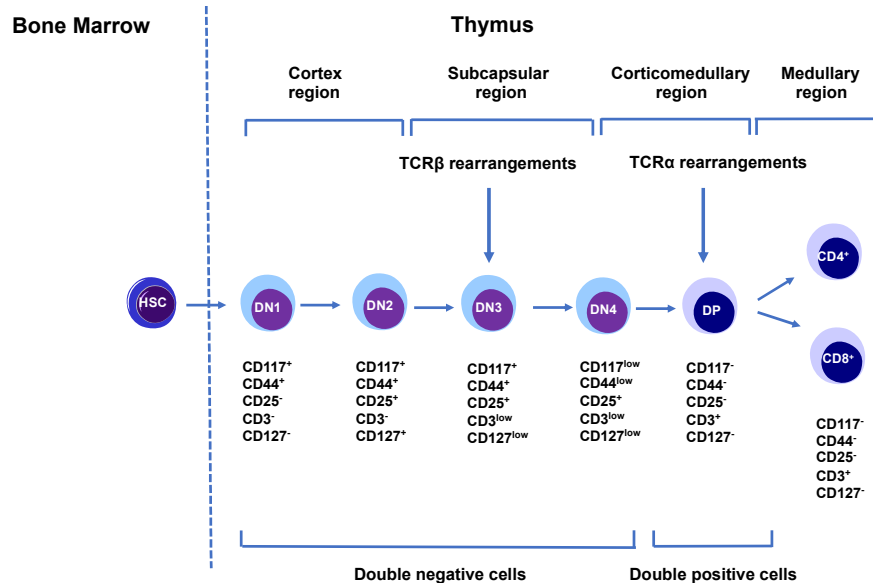 Bone Marrow
Thymus
Cortex
region
Subcapsular
region
Corticomedullary
region
Medullary
region
TCRβ rearrangements
TCRα rearrangements
HSC
DN1
DN2
DN3
DN4
DP
CD4⁺
CD8⁺
CD117⁺
CD44⁺
CD25⁻
CD3⁻
CD127⁻
CD117⁺
CD44⁺
CD25⁺
CD3⁻
CD127⁺
CD117⁺
CD44⁺
CD25⁺
CD3ˡᵒʷ
CD127ˡᵒʷ
CD117ˡᵒʷ
CD44ˡᵒʷ
CD25⁺
CD3ˡᵒʷ
CD127ˡᵒʷ
CD117⁻
CD44⁻
CD25⁻
CD3⁺
CD127⁻
CD117⁻
CD44⁻
CD25⁻
CD3⁺
CD127⁻
Double negative cells
Double positive cells